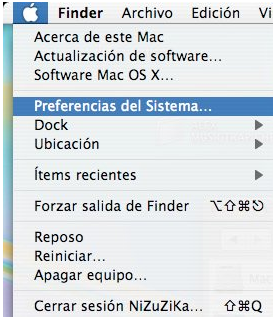 Finder Archivo Edición Vi
Acerca de este Mac
Actualización de software...
Software Mac OS X...
Preferencias del Sistema...
Dock
Ubicación
Ítems recientes
Forzar salida de Finder ⌥⇧⌘⎋
Reposo
Reiniciar...
Apagar equipo...
Cerrar sesión NiZuZiKa... ⇧⌘Q